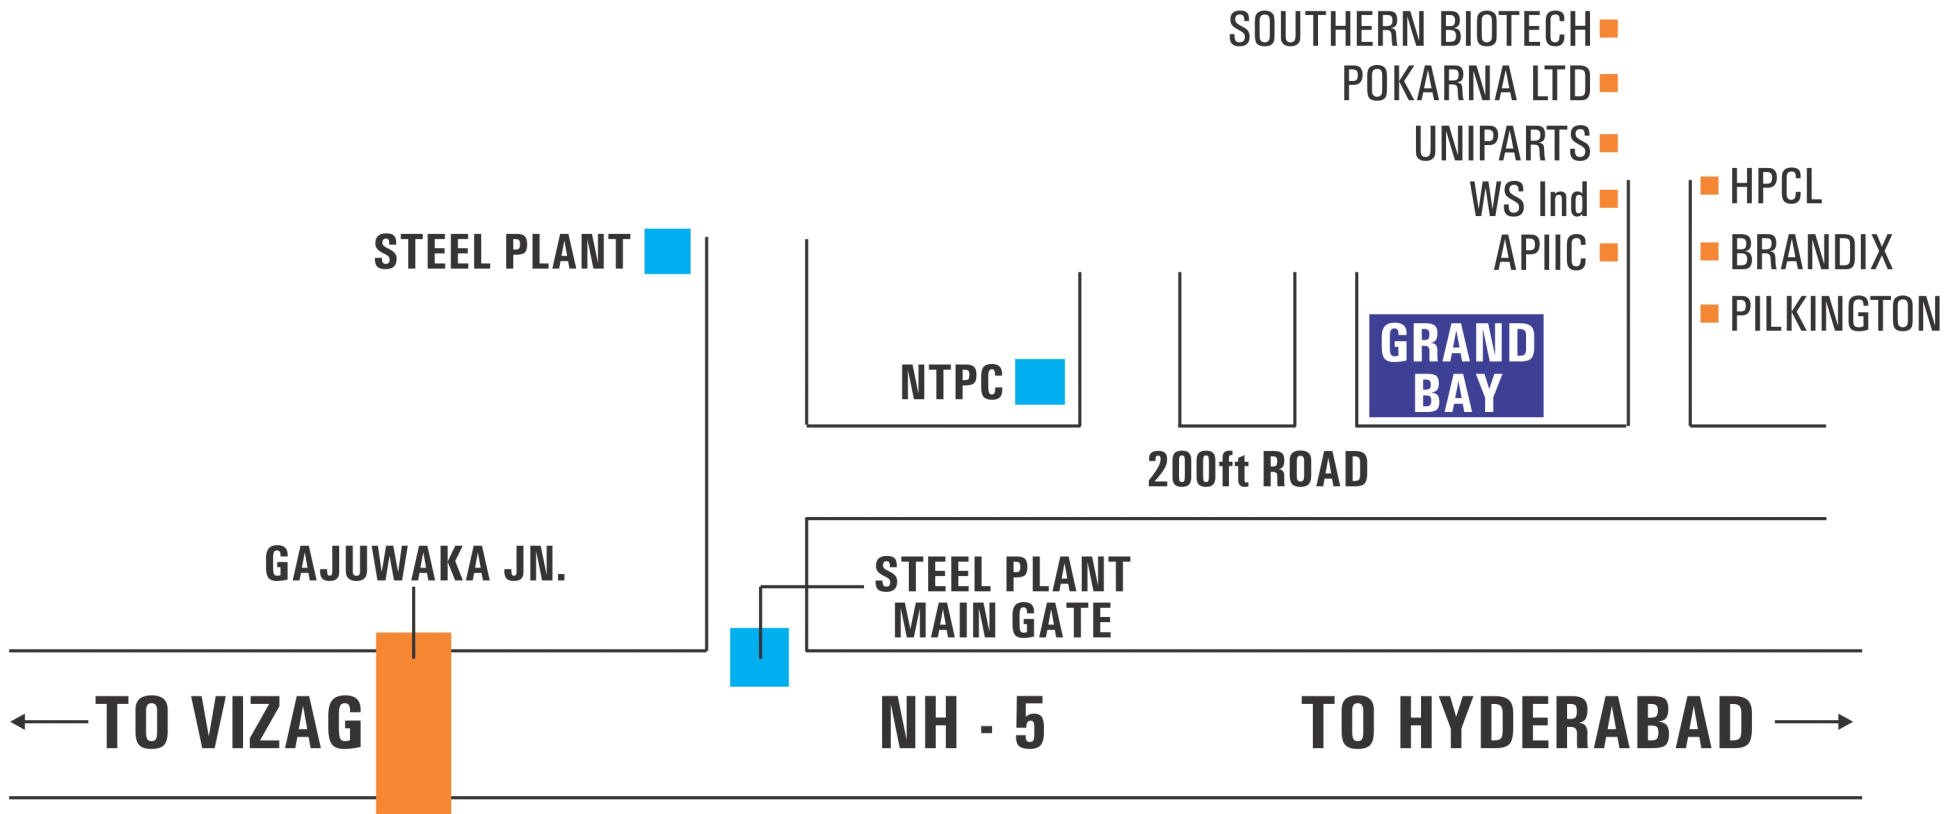 SOUTHERN BIOTECH
POKARNA LTD
UNIPARTS
WS Ind
HPCL
STEEL PLANT
APIIC
BRANDIX
PILKINGTON
GRAND
BAY
NTPC
200ft ROAD
GAJUWAKA JN.
STEEL PLANT
MAIN GATE
TO VIZAG
NH - 5
TO HYDERABAD